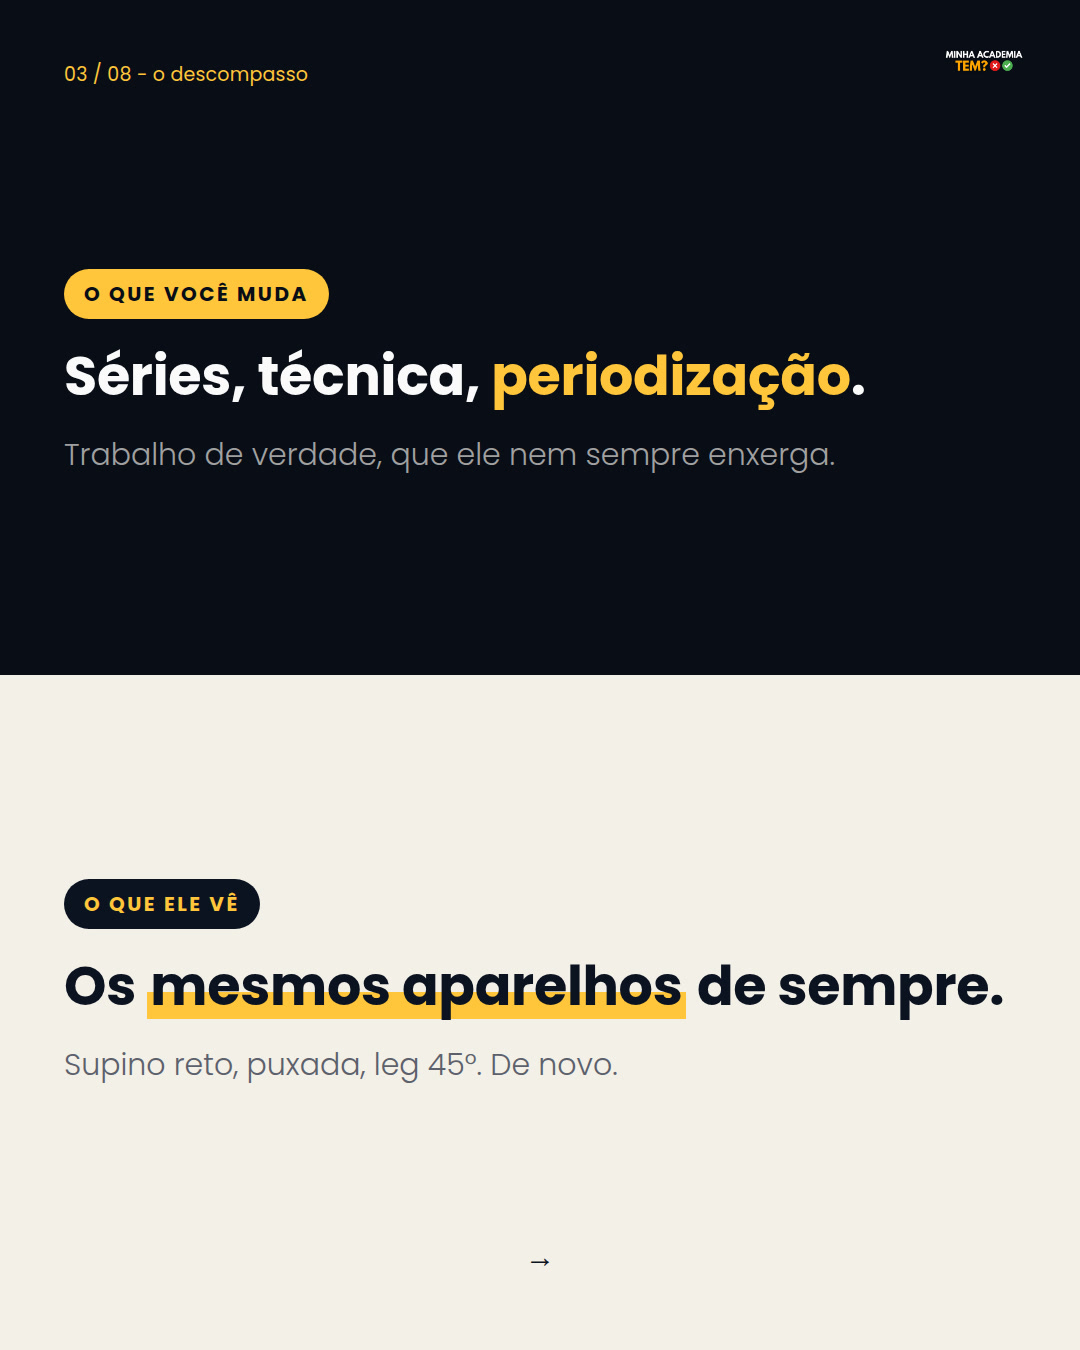 03 / 08 - o descompasso
MINHA ACADEMIA
TEM?
O QUE VOCÊ MUDA
Séries, técnica, periodização.
Trabalho de verdade, que ele nem sempre enxerga.
O QUE ELE VÊ
Os mesmos aparelhos de sempre.
Supino reto, puxada, leg 45º. De novo.
→